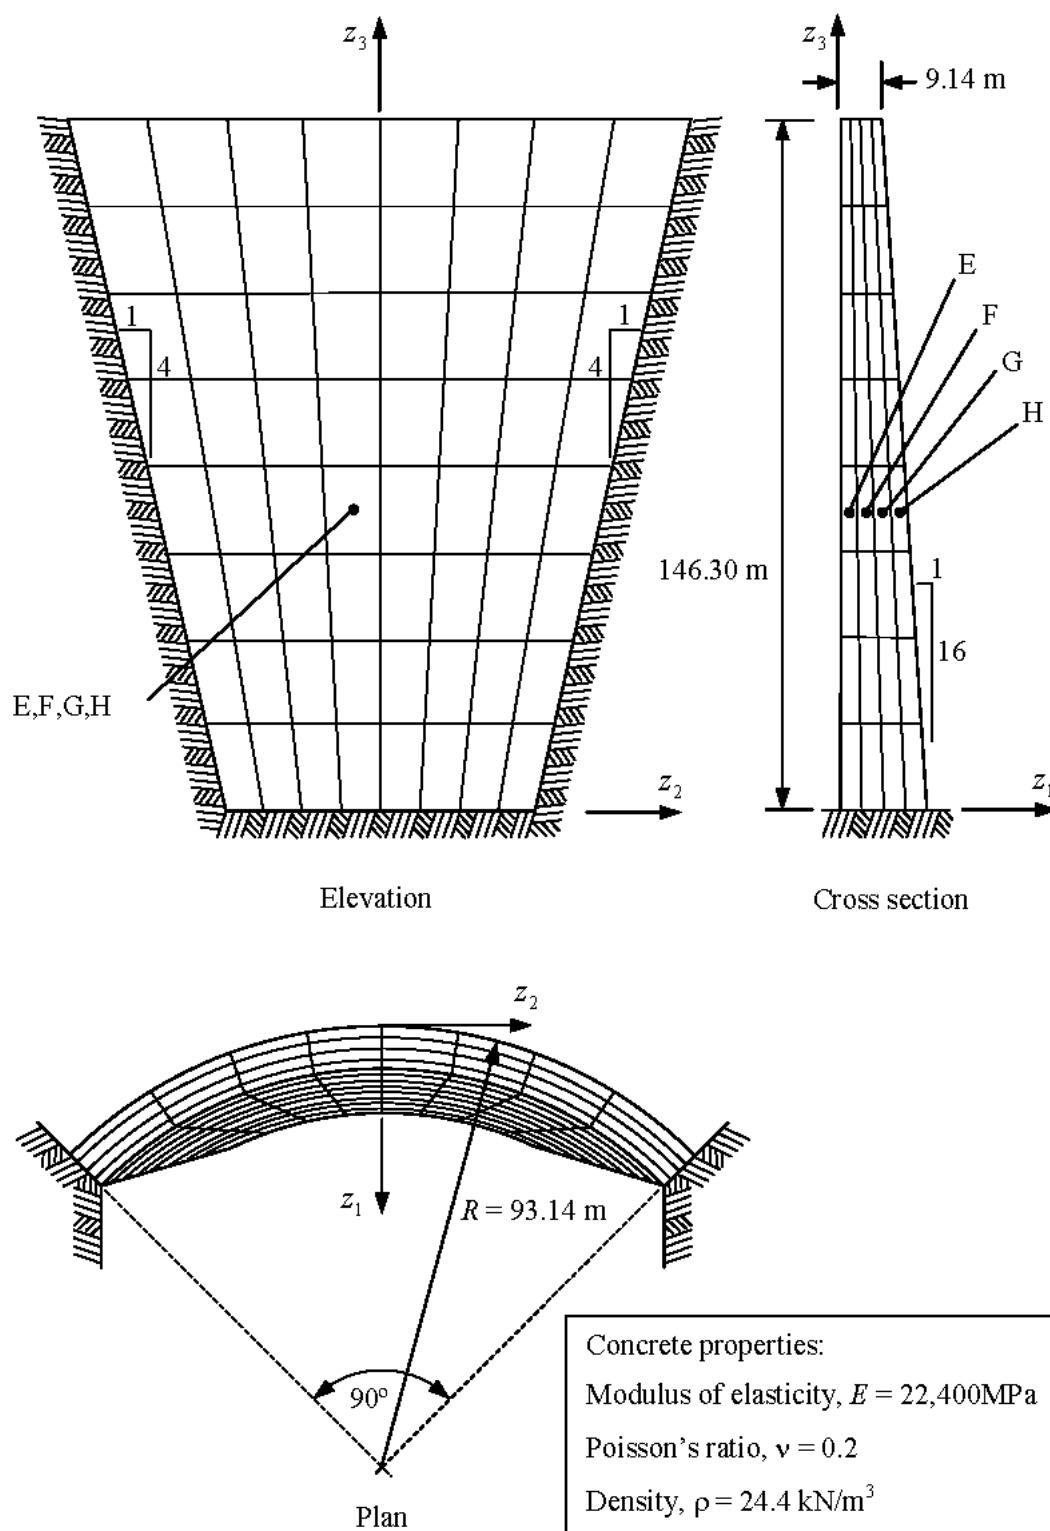 z3
z3
9.14 m
E
F
G
H
1
4
1
4
146.30 m
1
16
E,F,G,H
z2
z1
Elevation
Cross section
z2
z1
R = 93.14 m
90°
Plan
Concrete properties:
Modulus of elasticity, E = 22,400MPa
Poisson's ratio, ν = 0.2
Density, ρ = 24.4 kN/m³